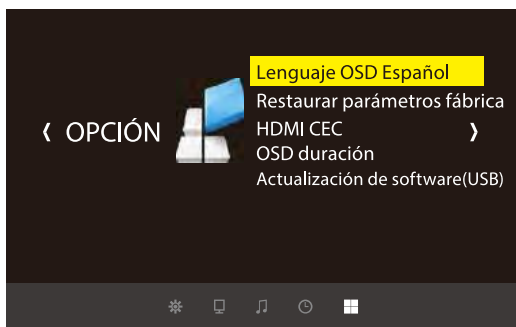 Lenguaje OSD Español
Restaurar parámetros fábrica
OPCIÓN
HDMI CEC
OSD duración
Actualización de software(USB)